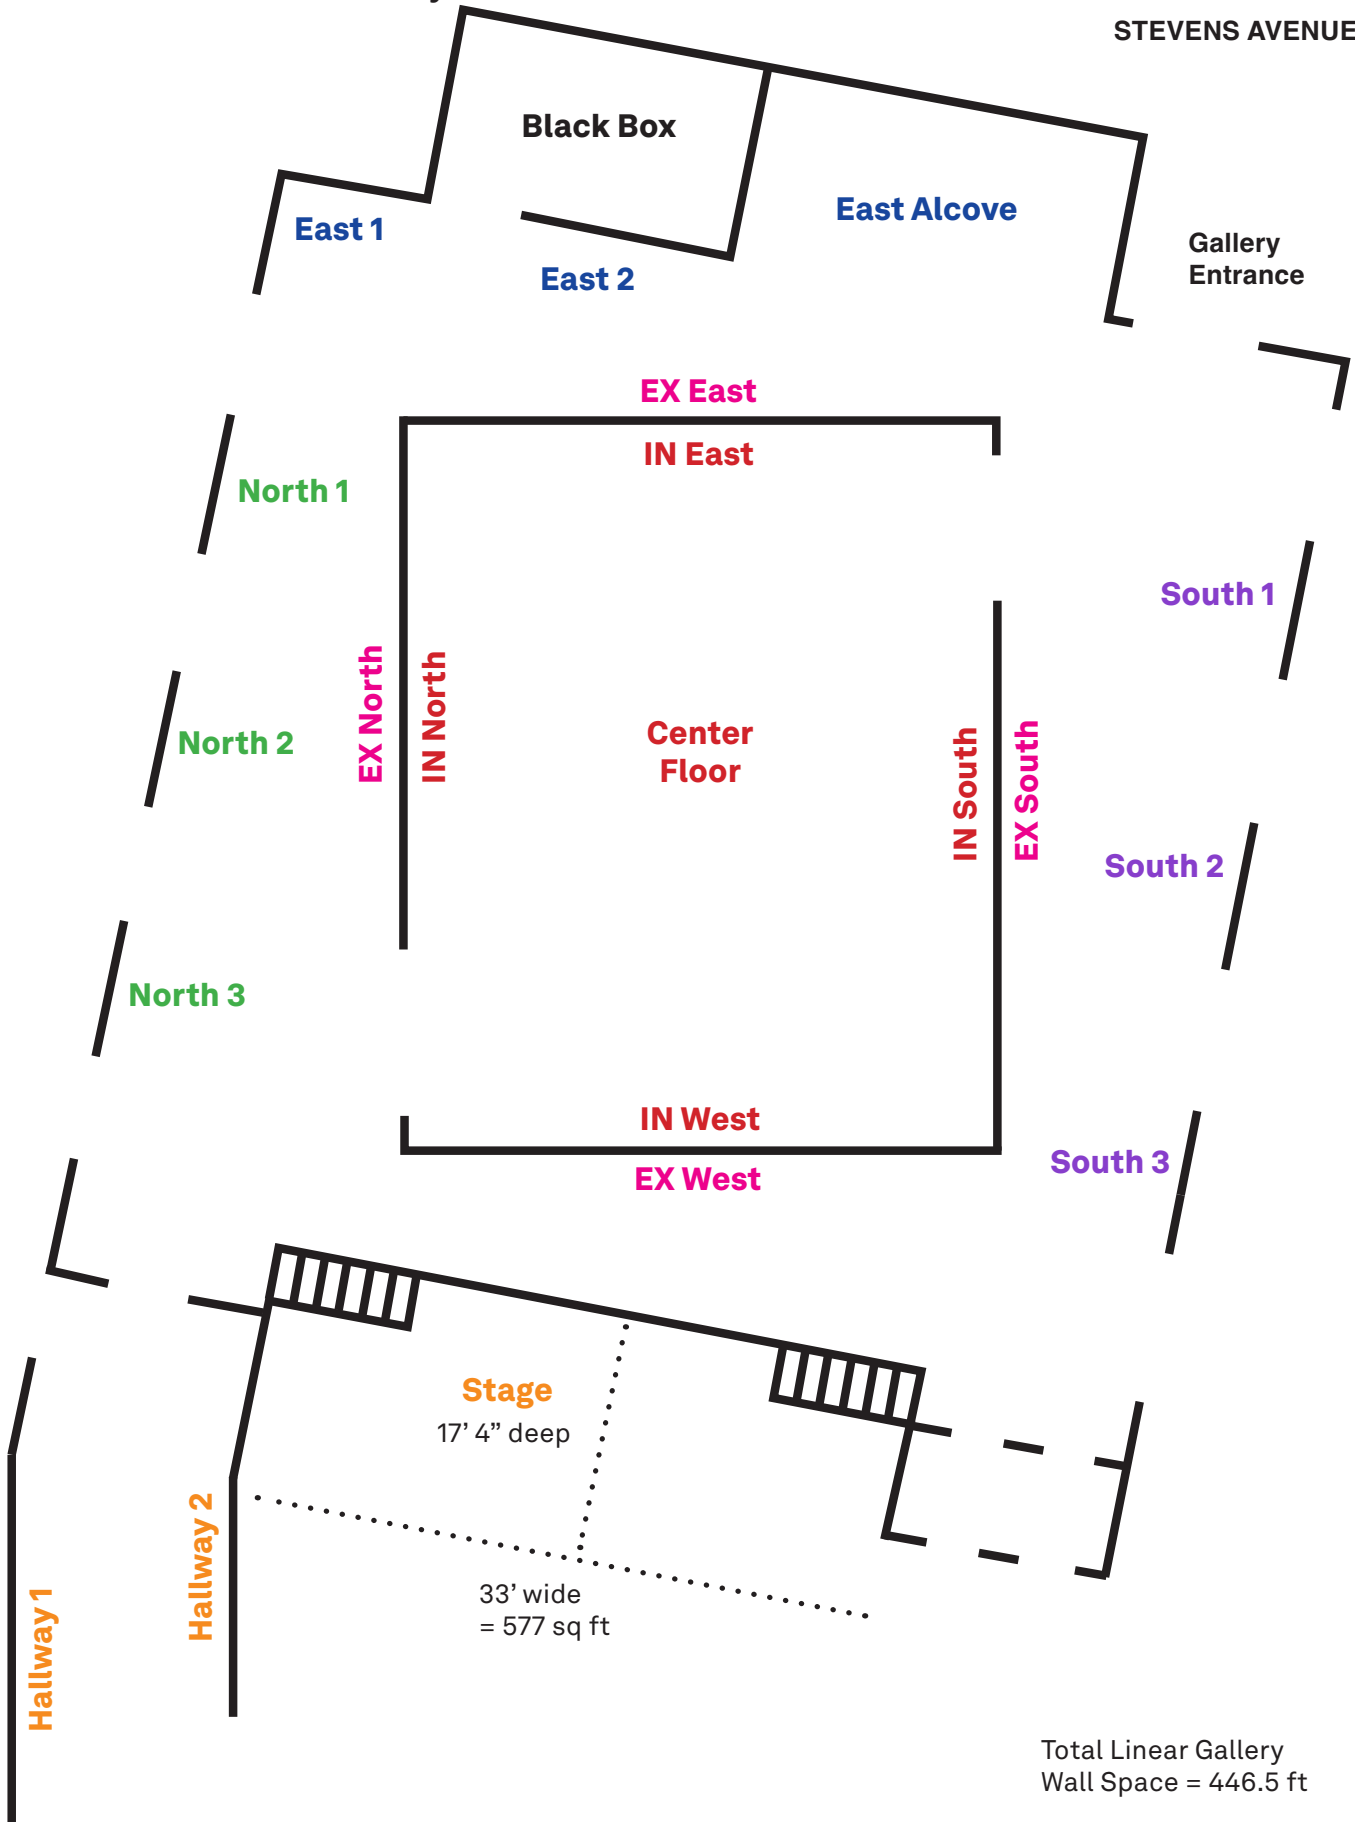 STEVENS AVENUE
Black Box
East Alcove
East 1
Gallery
Entrance
East 2
EX East
IN East
North 1
South 1
EX North
IN North
Center
Floor
North 2
IN South
EX South
South 2
North 3
IN West
EX West
South 3
Stage
17’ 4” deep
Hallway 2
33’ wide
= 577 sq ft
Hallway 1
Total Linear Gallery
Wall Space = 446.5 ft